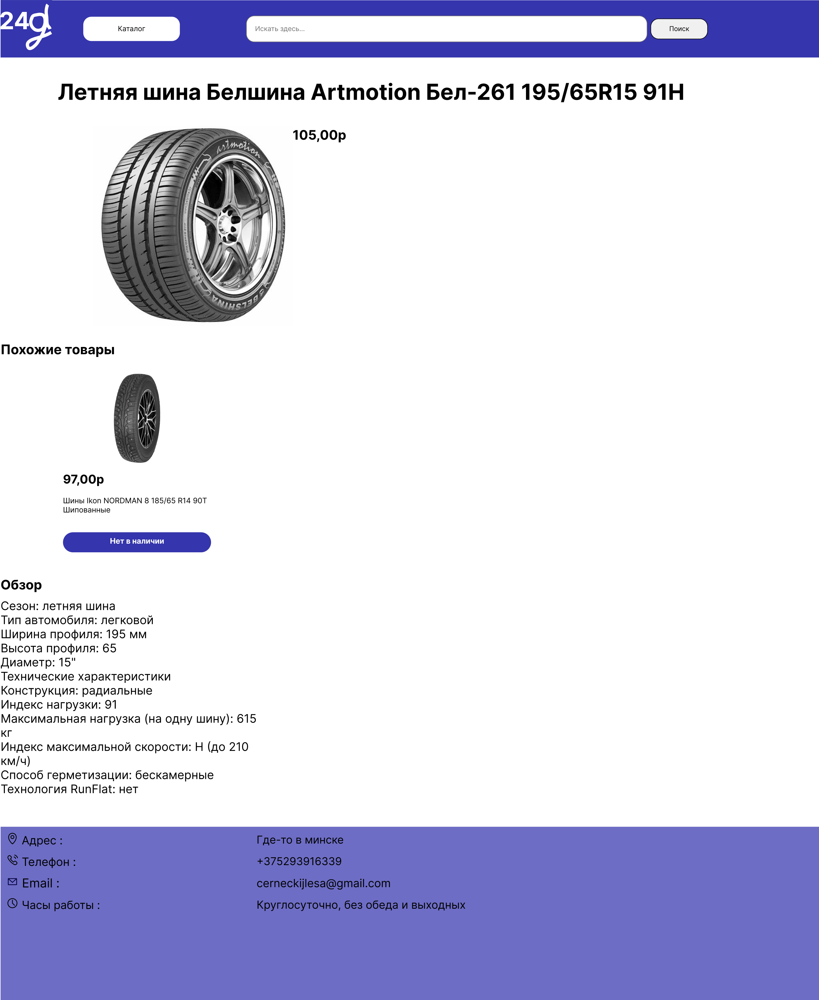 24d
Каталог
Искать здесь...
Поиск
Летняя шина Белшина Artmotion Бел-261 195/65R15 91H
105,00р
artmotion
BELSHINA
Похожие товары
97,00р
Шины Ikon NORDMAN 8 185/65 R14 90T
Шипованные
Нет в наличии
Обзор
Сезон: летняя шина
Тип автомобиля: легковой
Ширина профиля: 195 мм
Высота профиля: 65
Диаметр: 15"
Технические характеристики
Конструкция: радиальные
Индекс нагрузки: 91
Максимальная нагрузка (на одну шину): 615
кг
Индекс максимальной скорости: H (до 210
км/ч)
Способ герметизации: бескамерные
Технология RunFlat: нет
Адрес :
Где-то в минске
Телефон :
+375293916339
Email :
cerneckijlesa@gmail.com
Часы работы :
Круглосуточно, без обеда и выходных